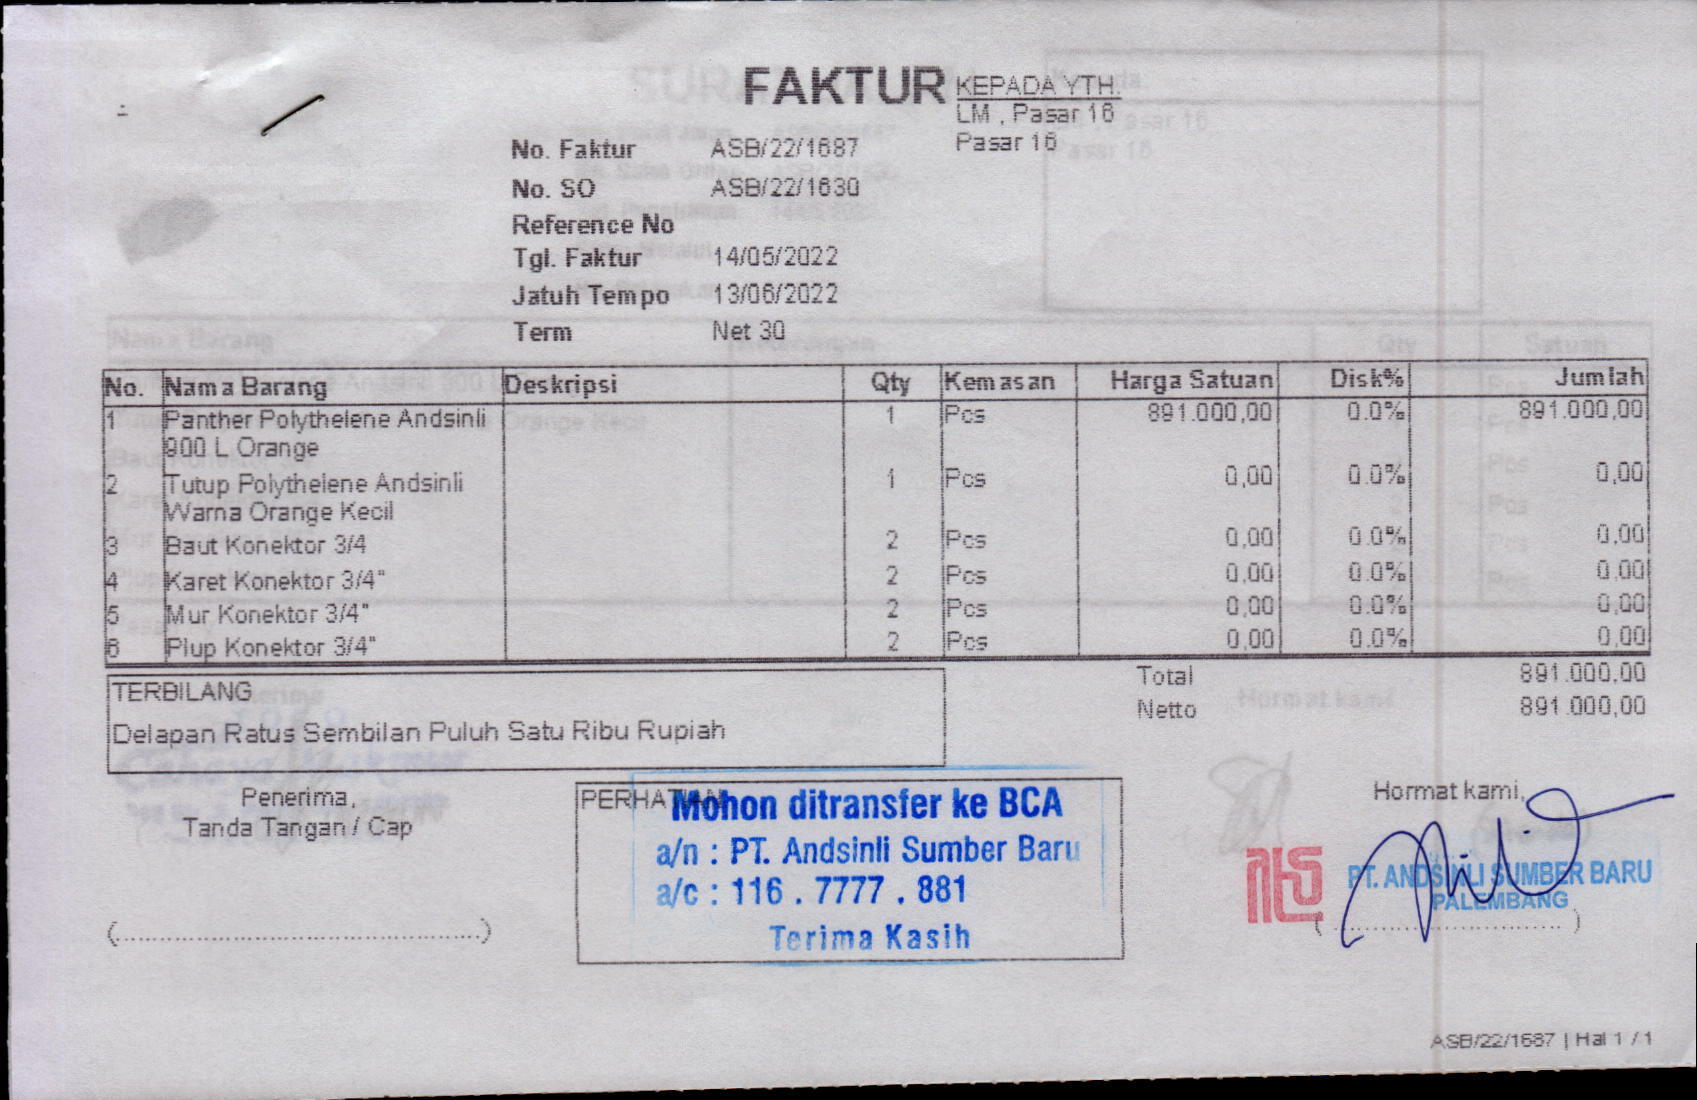 FAKTUR
KEPADA YTH.
LM , Pasar 16
Pasar 16
No. Faktur ASB/22/1687
No. SO ASB/22/1630
Reference No
Tgl. Faktur 14/05/2022
Jatuh Tempo 13/06/2022
Term Net 30
No. Nama Barang Deskripsi Qty Kemasan Harga Satuan Disk% Jumlah
1 Panther Polythelene Andsinli 1 Pcs 891.000,00 0.0% 891.000,00
900 L Orange
2 Tutup Polythelene Andsinli 1 Pcs 0,00 0.0% 0,00
Warna Orange Kecil
3 Baut Konektor 3/4 2 Pcs 0,00 0.0% 0,00
4 Karet Konektor 3/4" 2 Pcs 0,00 0.0% 0,00
5 Mur Konektor 3/4" 2 Pcs 0,00 0.0% 0,00
6 Plup Konektor 3/4" 2 Pcs 0,00 0.0% 0,00
Total 891.000,00
Netto 891.000,00
TERBILANG
Delapan Ratus Sembilan Puluh Satu Ribu Rupiah
Penerima,
Tanda Tangan / Cap
(................................................)
PERHATIAN
Mohon ditransfer ke BCA
a/n : PT. Andsinli Sumber Baru
a/c : 116 . 7777 . 881
Terima Kasih
Hormat kami,
PT. ANDSINLI SUMBER BARU
PALEMBANG
(................................)
ASB/22/1687 | Hal 1 / 1